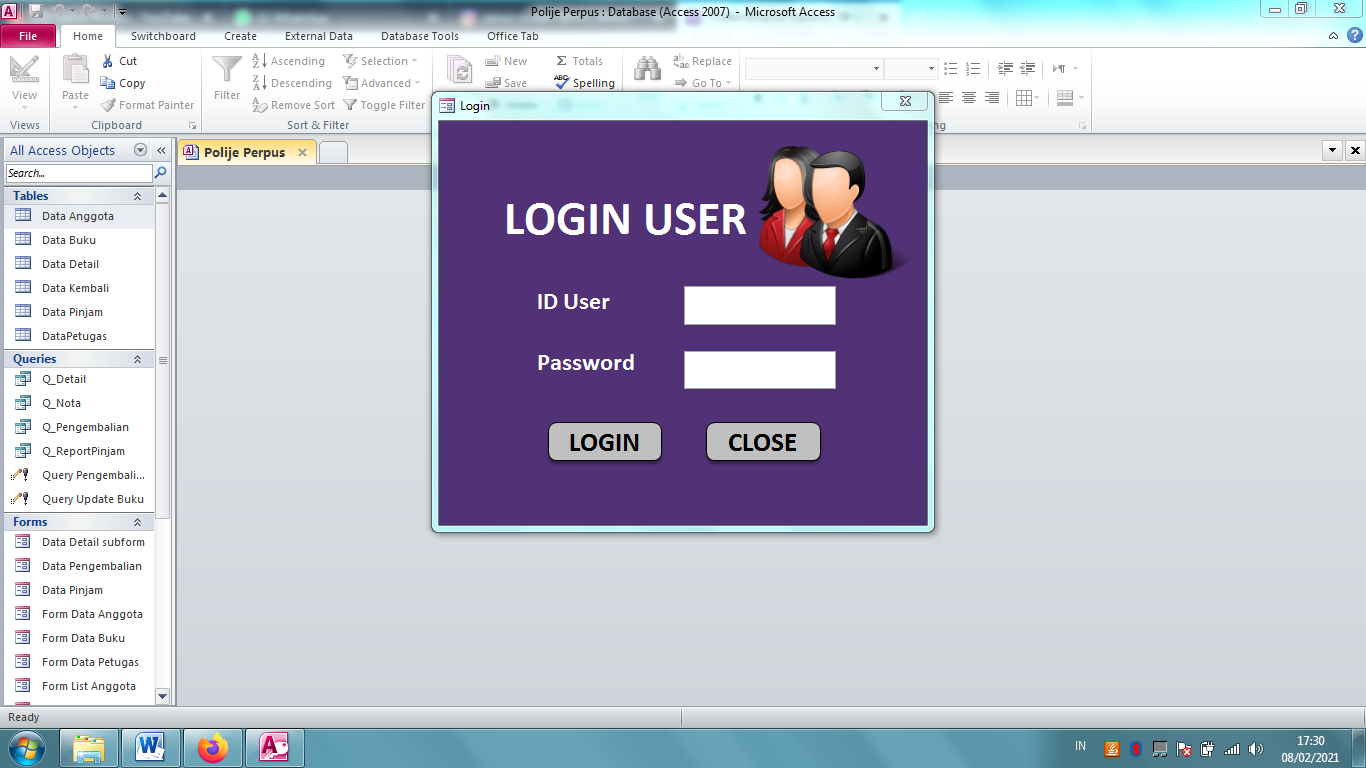 Polije Perpus : Database (Access 2007) - Microsoft Access
File Home Switchboard Create External Data Database Tools Office Tab
View
Views
Paste
Cut
Copy
Format Painter
Clipboard
Filter
Ascending
Descending
Remove Sort
Selection
Advanced
Toggle Filter
Sort & Filter
New
Save
Totals
Spelling
Replace
Go To
All Access Objects
Search...
Tables
Data Anggota
Data Buku
Data Detail
Data Kembali
Data Pinjam
DataPetugas
Queries
Q_Detail
Q_Nota
Q_Pengembalian
Q_ReportPinjam
Query Pengembali...
Query Update Buku
Forms
Data Detail subform
Data Pengembalian
Data Pinjam
Form Data Anggota
Form Data Buku
Form Data Petugas
Form List Anggota
Polije Perpus
Login
LOGIN USER
ID User
Password
LOGIN CLOSE
Ready
IN
17:30
08/02/2021